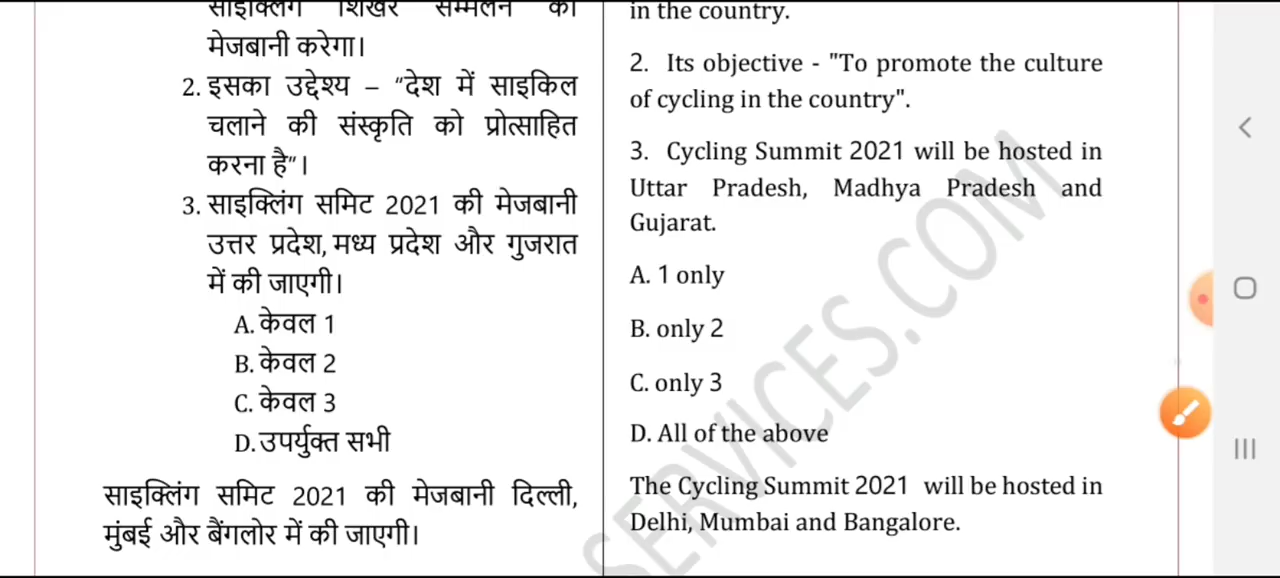 साइक्लिंग शिखर सम्मेलन की
मेजबानी करेगा।
2. इसका उद्देश्य – “देश में साइकिल
चलाने की संस्कृति को प्रोत्साहित
करना है”।
3. साइक्लिंग समिट 2021 की मेजबानी
उत्तर प्रदेश, मध्य प्रदेश और गुजरात
में की जाएगी।
A. केवल 1
B. केवल 2
C. केवल 3
D. उपर्युक्त सभी
साइक्लिंग समिट 2021 की मेजबानी दिल्ली,
मुंबई और बैंगलोर में की जाएगी।
in the country.
2. Its objective - "To promote the culture
of cycling in the country".
3. Cycling Summit 2021 will be hosted in
Uttar Pradesh, Madhya Pradesh and
Gujarat.
A. 1 only
B. only 2
C. only 3
D. All of the above
The Cycling Summit 2021 will be hosted in
Delhi, Mumbai and Bangalore.
SERVICES.COM